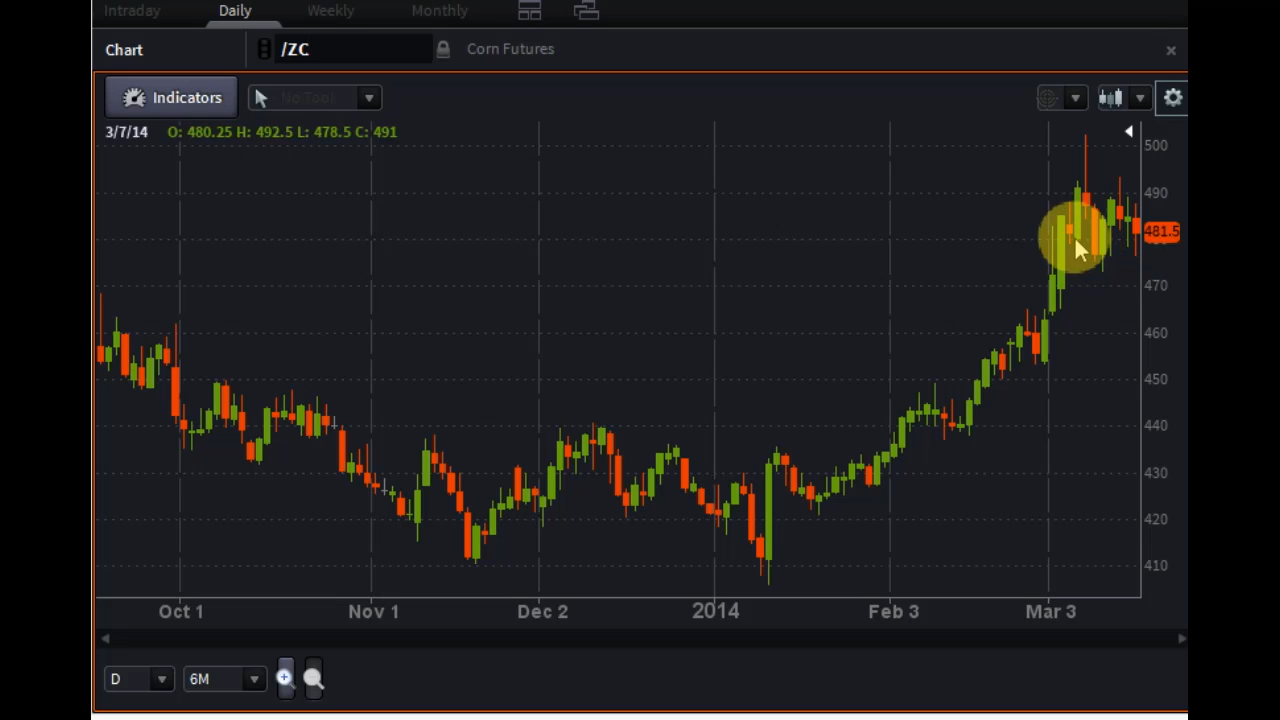 Intraday Daily Weekly Monthly
Chart /ZC Corn Futures
Indicators No Tool
3/7/14 O: 480.25 H: 492.5 L: 478.5 C: 491
500
490
481.5
470
460
450
440
430
420
410
Oct 1 Nov 1 Dec 2 2014 Feb 3 Mar 3
D 6M